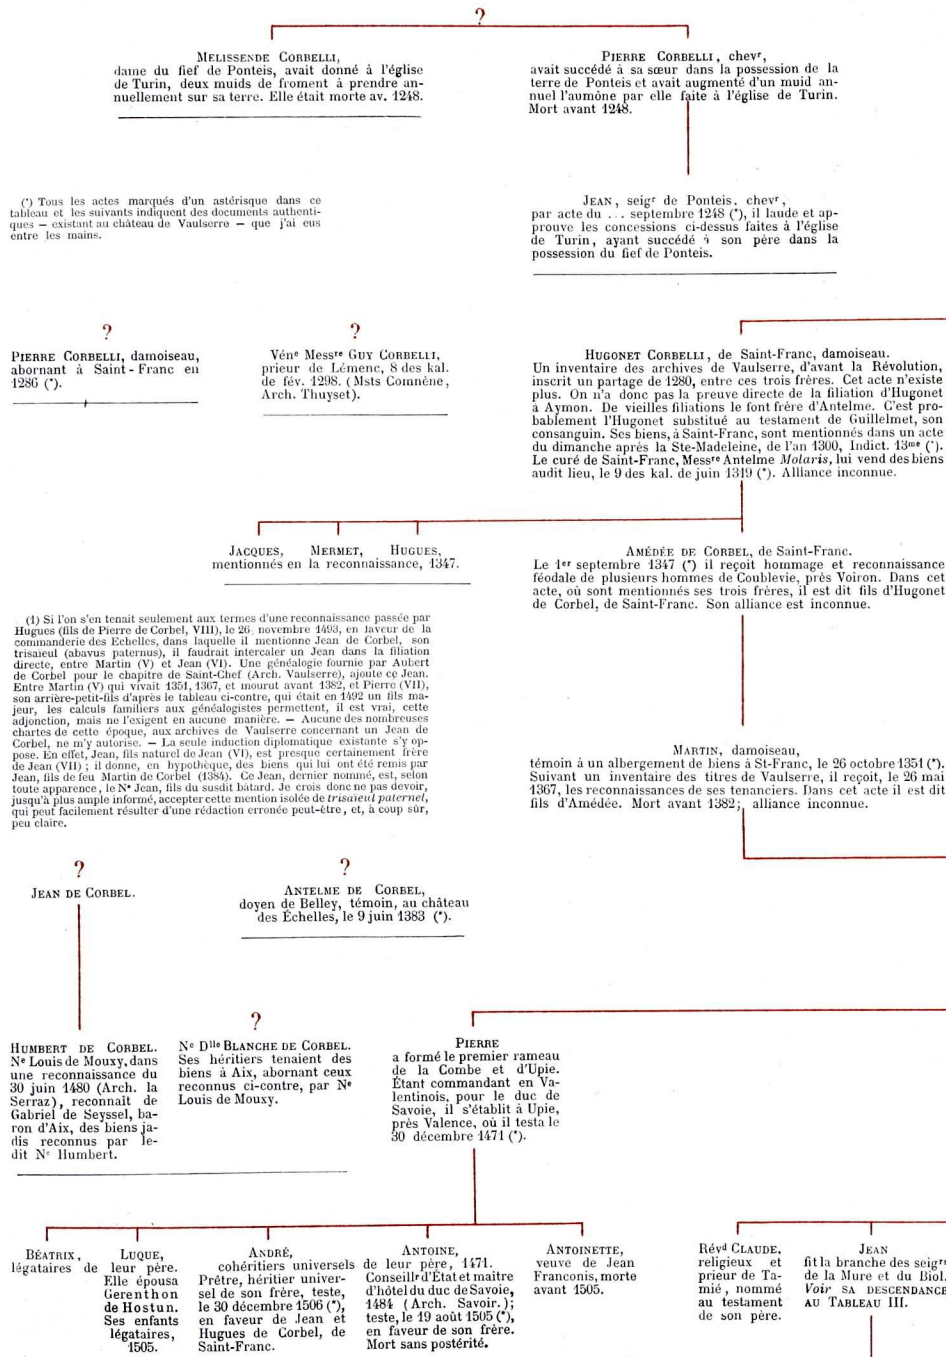 ?
MELISSENDE CORBELLI,
dame du fief de Ponteis, avait donné à l'église
de Turin, deux muids de froment à prendre an-
nuellement sur sa terre. Elle était morte av. 1248.
PIERRE CORBELLI, chevr,
avait succédé à sa sœur dans la possession de la
terre de Ponteis et avait augmenté d'un muid an-
nuel l'aumône par elle faite à l'église de Turin.
Mort avant 1248.
(*) Tous les actes marqués d'un astérisque dans ce
tableau et les suivants indiquent des documents authenti-
ques — existant au château de Vaulserre — que j'ai eus
entre les mains.
JEAN, seigr de Ponteis, chevr,
par acte du ... septembre 1248 (*), il laude et ap-
prouve les concessions ci-dessus faites à l'église
de Turin, ayant succédé à son père dans la
possession du fief de Ponteis.
?
PIERRE CORBELLI, damoiseau,
abornant à Saint-Franc en
1286 (*).
?
Véne Messre GUY CORBELLI,
prieur de Lémenc, 8 des kal.
de fév. 1298. (Msts Comnène,
Arch. Thuyset).
HUGONET CORBELLI, de Saint-Franc, damoiseau.
Un inventaire des archives de Vaulserre, d'avant la Révolution,
inscrit un partage de 1280, entre ces trois frères. Cet acte n'existe
plus. On n'a donc pas la preuve directe de la filiation d'Hugonet
à Aymon. De vieilles filiations le font frère d'Antelme. C'est pro-
bablement l'Hugonet substitué au testament de Guillelmet, son
consanguin. Ses biens, à Saint-Franc, sont mentionnés dans un acte
du dimanche après la Ste-Madeleine, de l'an 1300, Indict. 13me (*).
Le curé de Saint-Franc, Messre Antelme Molaris, lui vend des biens
audit lieu, le 9 des kal. de juin 1319 (*). Alliance inconnue.
JACQUES, MERMET, HUGUES,
mentionnés en la reconnaissance, 1347.
AMÉDÉE DE CORBEL, de Saint-Franc.
Le 1er septembre 1347 (*) il reçoit hommage et reconnaissance
féodale de plusieurs hommes de Coublevie, près Voiron. Dans cet
acte, où sont mentionnés ses trois frères, il est dit fils d'Hugonet
de Corbel, de Saint-Franc. Son alliance est inconnue.
(1) Si l'on s'en tenait seulement aux termes d'une reconnaissance passée par
Hugues (fils de Pierre de Corbel, VIII), le 26 novembre 1493, en faveur de la
commanderie des Echelles, dans laquelle il mentionne Jean de Corbel, son
trisaïeul (abavus paternus), il faudrait intercaler un Jean dans la filiation
directe, entre Martin (V) et Jean (VI). Une généalogie fournie par Aubert
de Corbel pour le chapitre de Saint-Chef (Arch. Vaulserre), ajoute ce Jean.
Entre Martin (V) qui vivait 1351, 1367, et mourut avant 1382, et Pierre (VII),
son arrière-petit-fils d'après le tableau ci-contre, qui était en 1492 un fils ma-
jeur, les calculs familiers aux généalogistes permettent, il est vrai, cette
adjonction, mais ne l'exigent en aucune manière. — Aucune des nombreuses
chartes de cette époque, aux archives de Vaulserre concernant un Jean de
Corbel, ne m'y autorise. — La seule induction diplomatique existante s'y op-
pose. En effet, Jean, fils naturel de Jean (VI), est presque certainement frère
de Jean (VII) ; il donne, en hypothèque, des biens qui lui ont été remis par
Jean, fils de feu Martin de Corbel (1384). Ce Jean, dernier nommé, est, selon
toute apparence, le Ne Jean, fils du susdit bâtard. Je crois donc ne pas devoir,
jusqu'à plus ample informé, accepter cette mention isolée de trisaïeul paternel,
qui peut facilement résulter d'une rédaction erronée peut-être, et, à coup sûr,
peu claire.
MARTIN, damoiseau,
témoin à un albergement de biens à St-Franc, le 26 octobre 1351 (*).
Suivant un inventaire des titres de Vaulserre, il reçoit, le 26 mai
1367, les reconnaissances de ses tenanciers. Dans cet acte il est dit
fils d'Amédée. Mort avant 1382; alliance inconnue.
?
JEAN DE CORBEL.
?
ANTELME DE CORBEL,
doyen de Belley, témoin, au château
des Échelles, le 9 juin 1383 (*).
HUMBERT DE CORBEL.
Ne Louis de Mouxy, dans
une reconnaissance du
30 juin 1480 (Arch. la
Serraz), reconnaît de
Gabriel de Seyssel, ba-
ron d'Aix, des biens ja-
dis reconnus par le-
dit Ne Humbert.
?
Ne Dlle BLANCHE DE CORBEL.
Ses héritiers tenaient des
biens à Aix, abornant ceux
reconnus ci-contre, par Ne
Louis de Mouxy.
PIERRE
a formé le premier rameau
de la Combe et d'Upie.
Étant commandant en Va-
lentinois, pour le duc de
Savoie, il s'établit à Upie,
près Valence, où il testa le
30 décembre 1471 (*).
BÉATRIX, LUQUE,
légataires de leur père.
Elle épousa
Gerenthon
de Hostun.
Ses enfants
légataires,
1505.
ANDRÉ, ANTOINE,
cohéritiers universels de leur père, 1471.
Prêtre, héritier univer-
sel de son frère, teste,
le 30 décembre 1506 (*),
en faveur de Jean et
Hugues de Corbel, de
Saint-Franc.
Conseillr d'État et maître
d'hôtel du duc de Savoie,
1484 (Arch. Savoir.);
teste, le 19 août 1505 (*),
en faveur de son frère.
Mort sans postérité.
ANTOINETTE,
veuve de Jean
Franconis, morte
avant 1505.
Révd CLAUDE,
religieux et
prieur de Ta-
mié, nommé
au testament
de son père.
JEAN
fit la branche des seigrs
de la Mure et du Biol.
Voir SA DESCENDANCE
AU TABLEAU III.